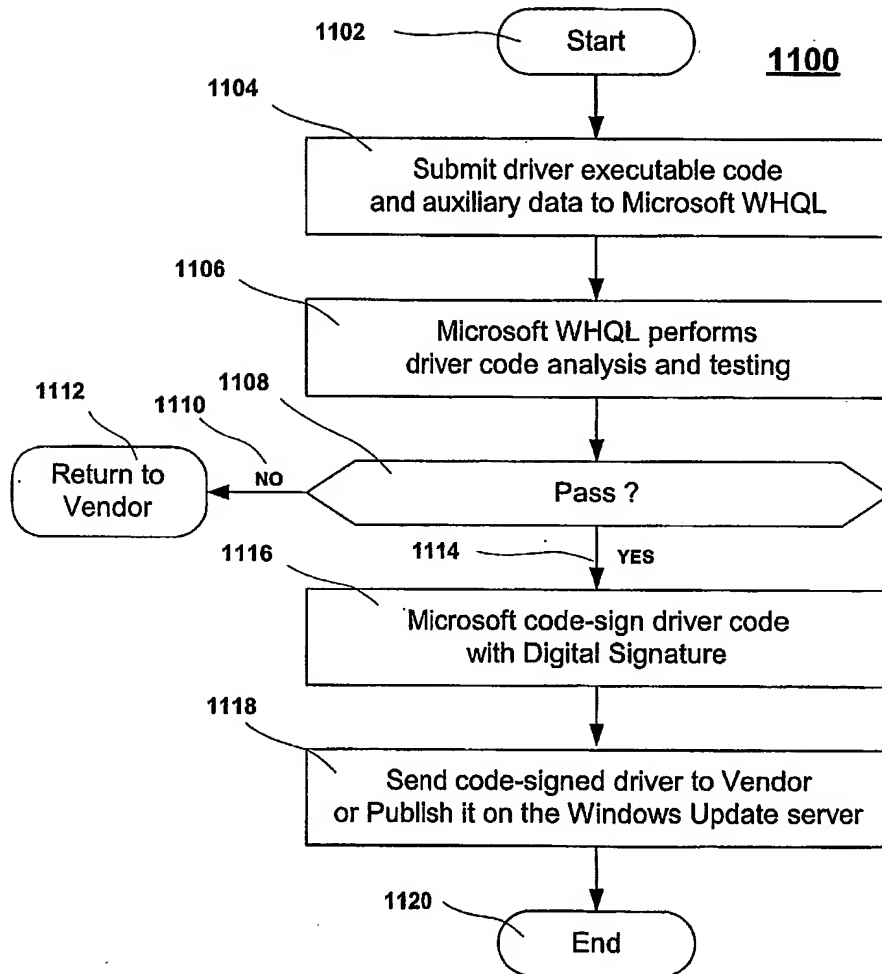 1102
Start
1100
1104
Submit driver executable code
and auxiliary data to Microsoft WHQL
1106
Microsoft WHQL performs
driver code analysis and testing
1112
1110
1108
Return to
Vendor
NO
Pass ?
1114
YES
1116
Microsoft code-sign driver code
with Digital Signature
1118
Send code-signed driver to Vendor
or Publish it on the Windows Update server
1120
End